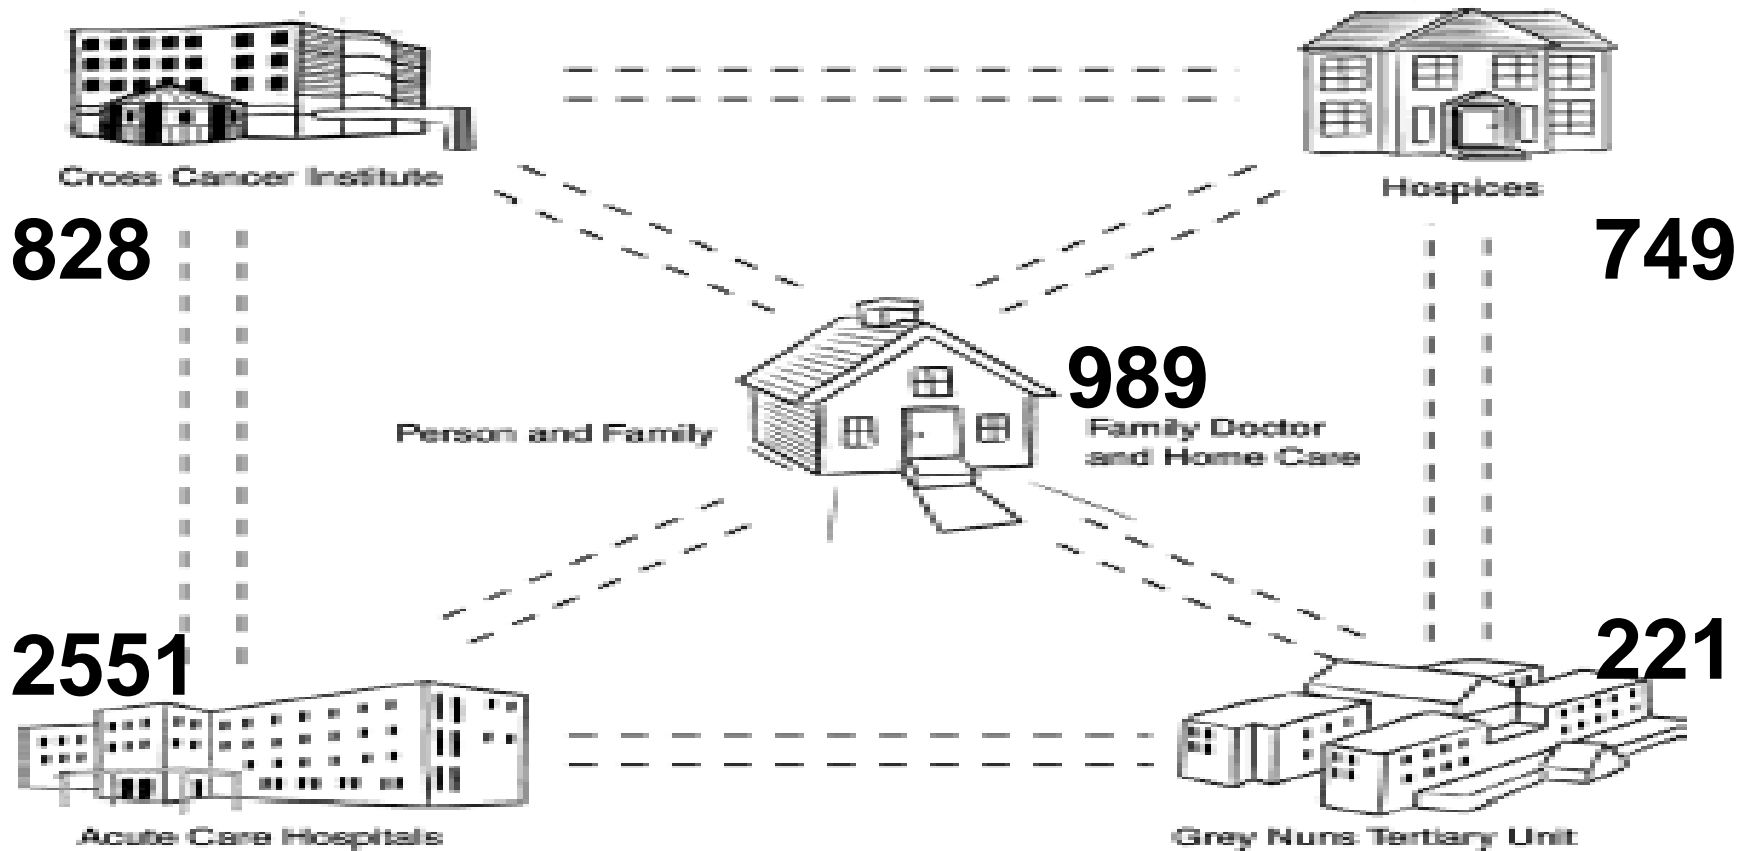 Cross Cancer Institute
Hospices
828
749
989
Person and Family
Family Doctor
and Home Care
2551
221
Acute Care Hospitals
Grey Nuns Tertiary Unit